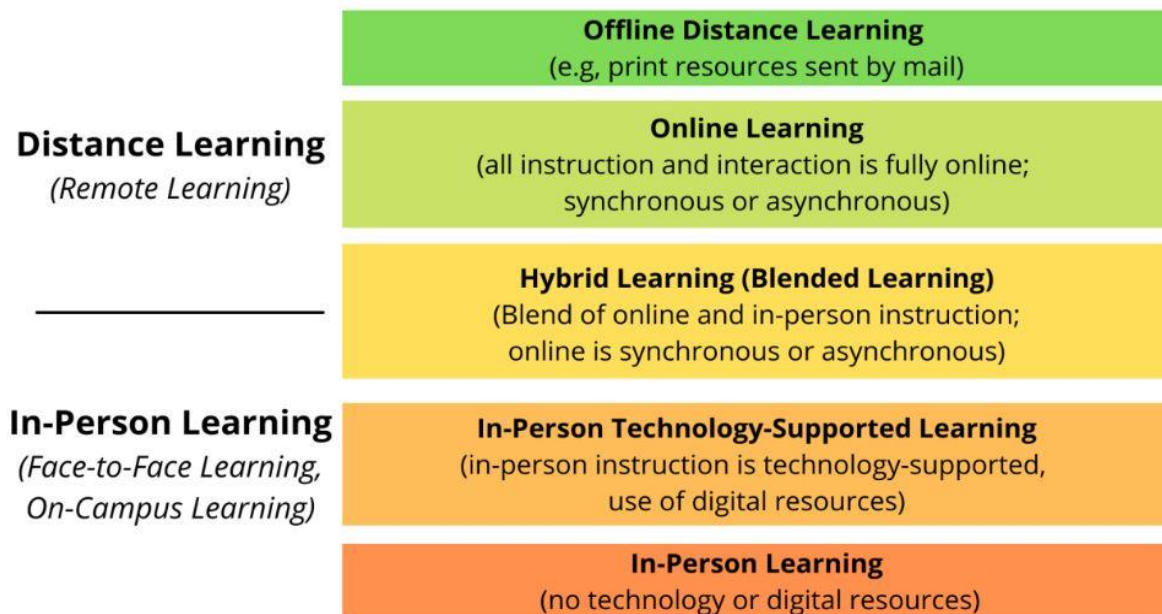 Offline Distance Learning
(e.g, print resources sent by mail)
Distance Learning
(Remote Learning)
Online Learning
(all instruction and interaction is fully online;
synchronous or asynchronous)
Hybrid Learning (Blended Learning)
(Blend of online and in-person instruction;
online is synchronous or asynchronous)
In-Person Learning
(Face-to-Face Learning,
On-Campus Learning)
In-Person Technology-Supported Learning
(in-person instruction is technology-supported,
use of digital resources)
In-Person Learning
(no technology or digital resources)